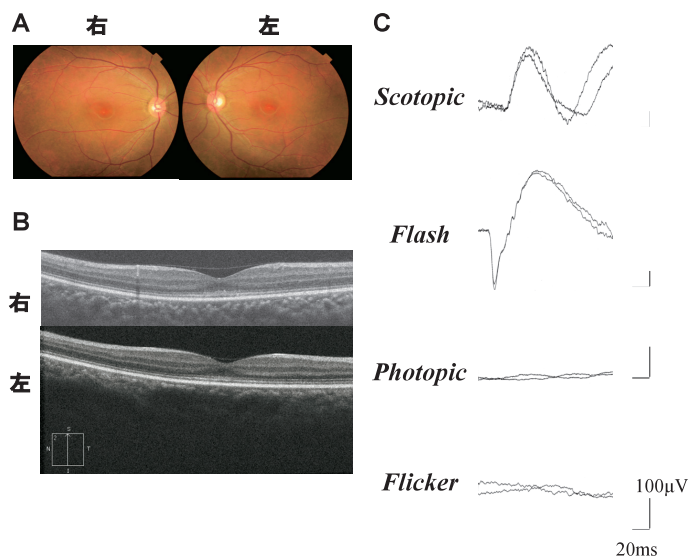 A
右
左
B
右
左
S
N
T
I
C
Scotopic
Flash
Photopic
Flicker
100μV
20ms